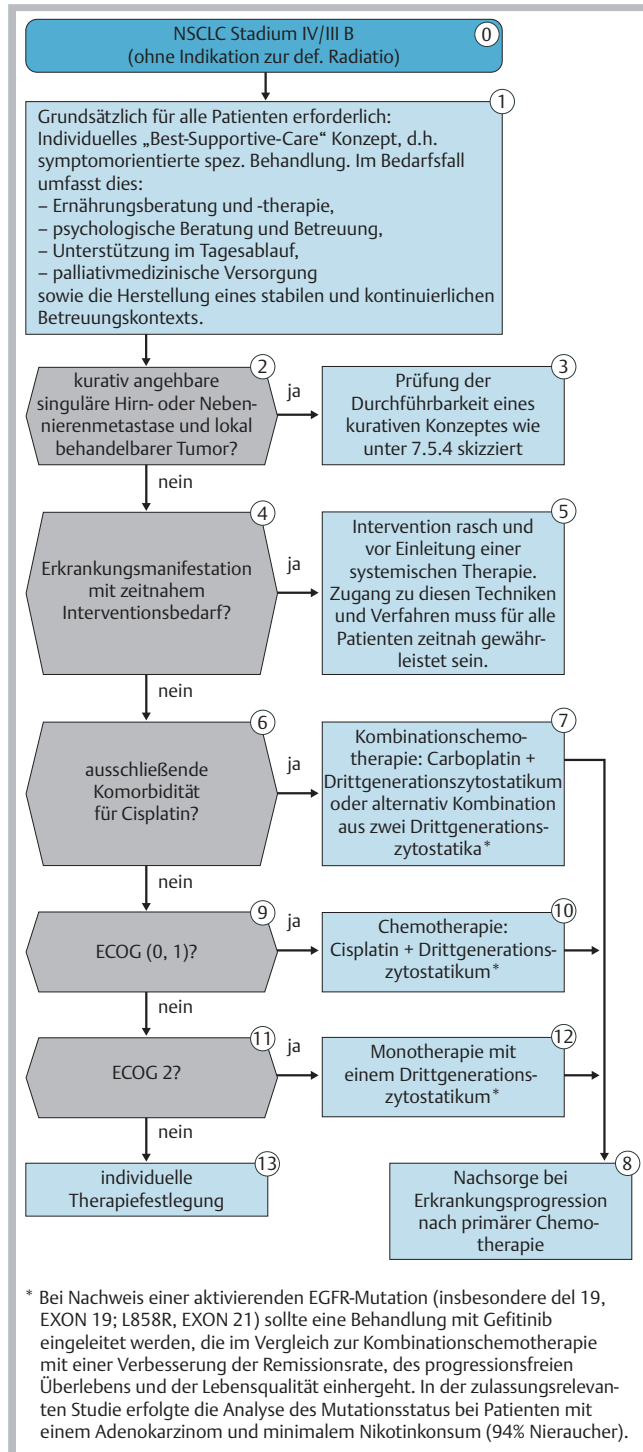 NSCLC Stadium IV/III B
(ohne Indikation zur def. Radiatio)
0
1
Grundsätzlich für alle Patienten erforderlich:
Individuelles „Best-Supportive-Care“ Konzept, d.h.
symptomorientierte spez. Behandlung. Im Bedarfsfall
umfasst dies:
– Ernährungsberatung und -therapie,
– psychologische Beratung und Betreuung,
– Unterstützung im Tagesablauf,
– palliativmedizinische Versorgung
sowie die Herstellung eines stabilen und kontinuierlichen
Betreuungskontexts.
2
kurativ angehbare
singuläre Hirn- oder Neben-
nierenmetastase und lokal
behandelbarer Tumor?
ja
3
Prüfung der
Durchführbarkeit eines
kurativen Konzeptes wie
unter 7.5.4 skizziert
nein
4
Erkrankungsmanifestation
mit zeitnahem
Interventionsbedarf?
ja
5
Intervention rasch und
vor Einleitung einer
systemischen Therapie.
Zugang zu diesen Techniken
und Verfahren muss für alle
Patienten zeitnah gewähr-
leistet sein.
nein
6
ausschließende
Komorbidität
für Cisplatin?
ja
7
Kombinationschemo-
therapie: Carboplatin +
Drittgenerationszytostatikum
oder alternativ Kombination
aus zwei Drittgenerations-
zytostatika*
nein
9
ECOG (0, 1)?
ja
10
Chemotherapie:
Cisplatin + Drittgenerations-
zytostatikum*
nein
11
ECOG 2?
ja
12
Monotherapie mit
einem Drittgenerations-
zytostatikum*
nein
13
individuelle
Therapiefestlegung
8
Nachsorge bei
Erkrankungsprogression
nach primärer Chemo-
therapie
* Bei Nachweis einer aktivierenden EGFR-Mutation (insbesondere del 19,
EXON 19; L858R, EXON 21) sollte eine Behandlung mit Gefitinib
eingeleitet werden, die im Vergleich zur Kombinationschemotherapie
mit einer Verbesserung der Remissionsrate, des progressionsfreien
Überlebens und der Lebensqualität einhergeht. In der zulassungsrelevan-
ten Studie erfolgte die Analyse des Mutationsstatus bei Patienten mit
einem Adenokarzinom und minimalem Nikotinkonsum (94% Nieraucher).